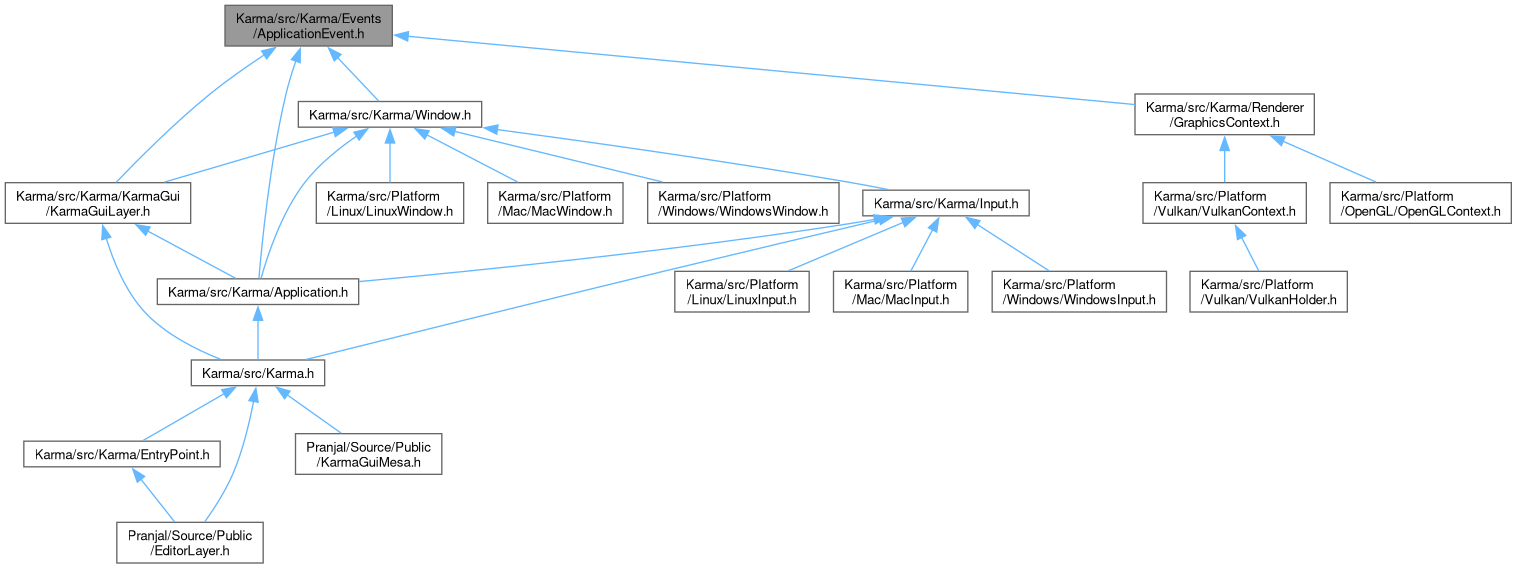 Karma/src/Karma/Events
/ApplicationEvent.h
Karma/src/Karma/Window.h
Karma/src/Karma/Renderer
/GraphicsContext.h
Karma/src/Karma/KarmaGui
/KarmaGuiLayer.h
Karma/src/Platform
/Linux/LinuxWindow.h
Karma/src/Platform
/Mac/MacWindow.h
Karma/src/Platform
/Windows/WindowsWindow.h
Karma/src/Karma/Input.h
Karma/src/Platform
/Vulkan/VulkanContext.h
Karma/src/Platform
/OpenGL/OpenGLContext.h
Karma/src/Karma/Application.h
Karma/src/Platform
/Linux/LinuxInput.h
Karma/src/Platform
/Mac/MacInput.h
Karma/src/Platform
/Windows/WindowsInput.h
Karma/src/Platform
/Vulkan/VulkanHolder.h
Karma/src/Karma.h
Karma/src/Karma/EntryPoint.h
Pranjal/Source/Public
/KarmaGuiMesa.h
Pranjal/Source/Public
/EditorLayer.h